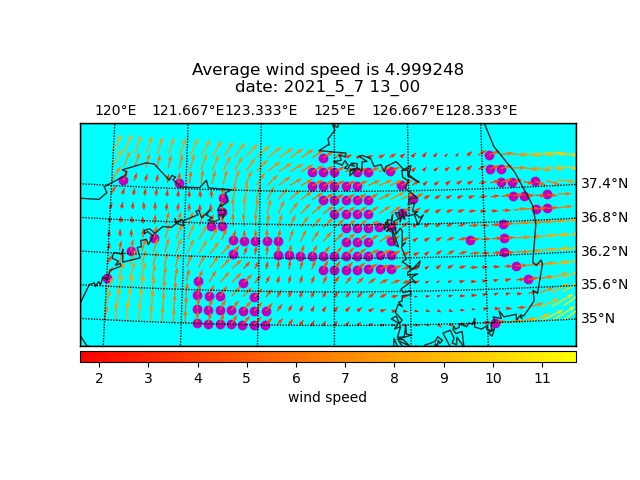 Average wind speed is 4.999248
date: 2021_5_7 13_00
120°E 121.667°E 123.333°E 125°E 126.667°E 128.333°E
37.4°N
36.8°N
36.2°N
35.6°N
35°N
2 3 4 5 6 7 8 9 10 11
wind speed